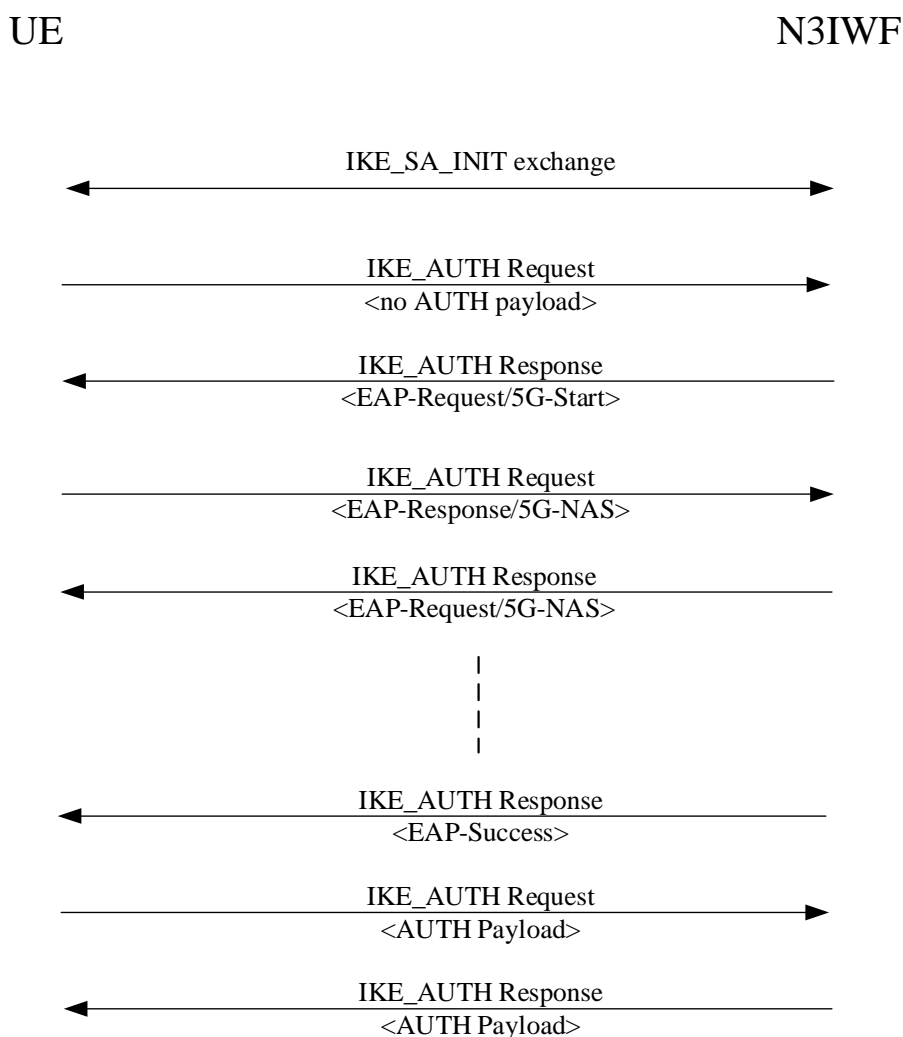 UE
N3IWF
IKE_SA_INIT exchange
IKE_AUTH Request
<no AUTH payload>
IKE_AUTH Response
<EAP-Request/5G-Start>
IKE_AUTH Request
<EAP-Response/5G-NAS>
IKE_AUTH Response
<EAP-Request/5G-NAS>
IKE_AUTH Response
<EAP-Success>
IKE_AUTH Request
<AUTH Payload>
IKE_AUTH Response
<AUTH Payload>